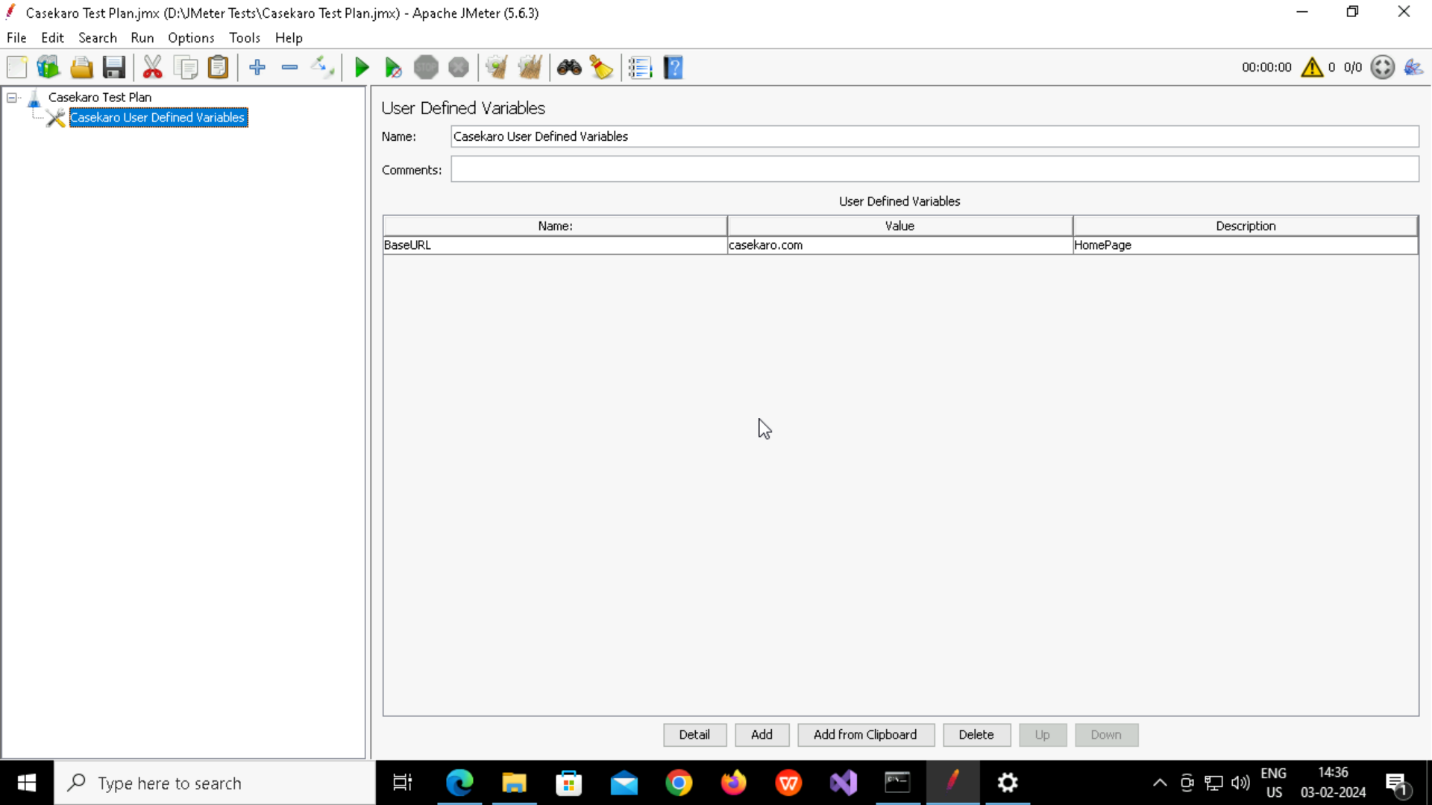 Casekaro Test Plan.jmx (D:\JMeter Tests\Casekaro Test Plan.jmx) - Apache JMeter (5.6.3)
File Edit Search Run Options Tools Help
STOP
00:00:00 0 0/0
Casekaro Test Plan
Casekaro User Defined Variables
User Defined Variables
Name: Casekaro User Defined Variables
Comments:
User Defined Variables
Name: Value Description
BaseURL casekaro.com HomePage
Detail Add Add from Clipboard Delete Up Down
Type here to search
ENG
US
14:36
03-02-2024
1